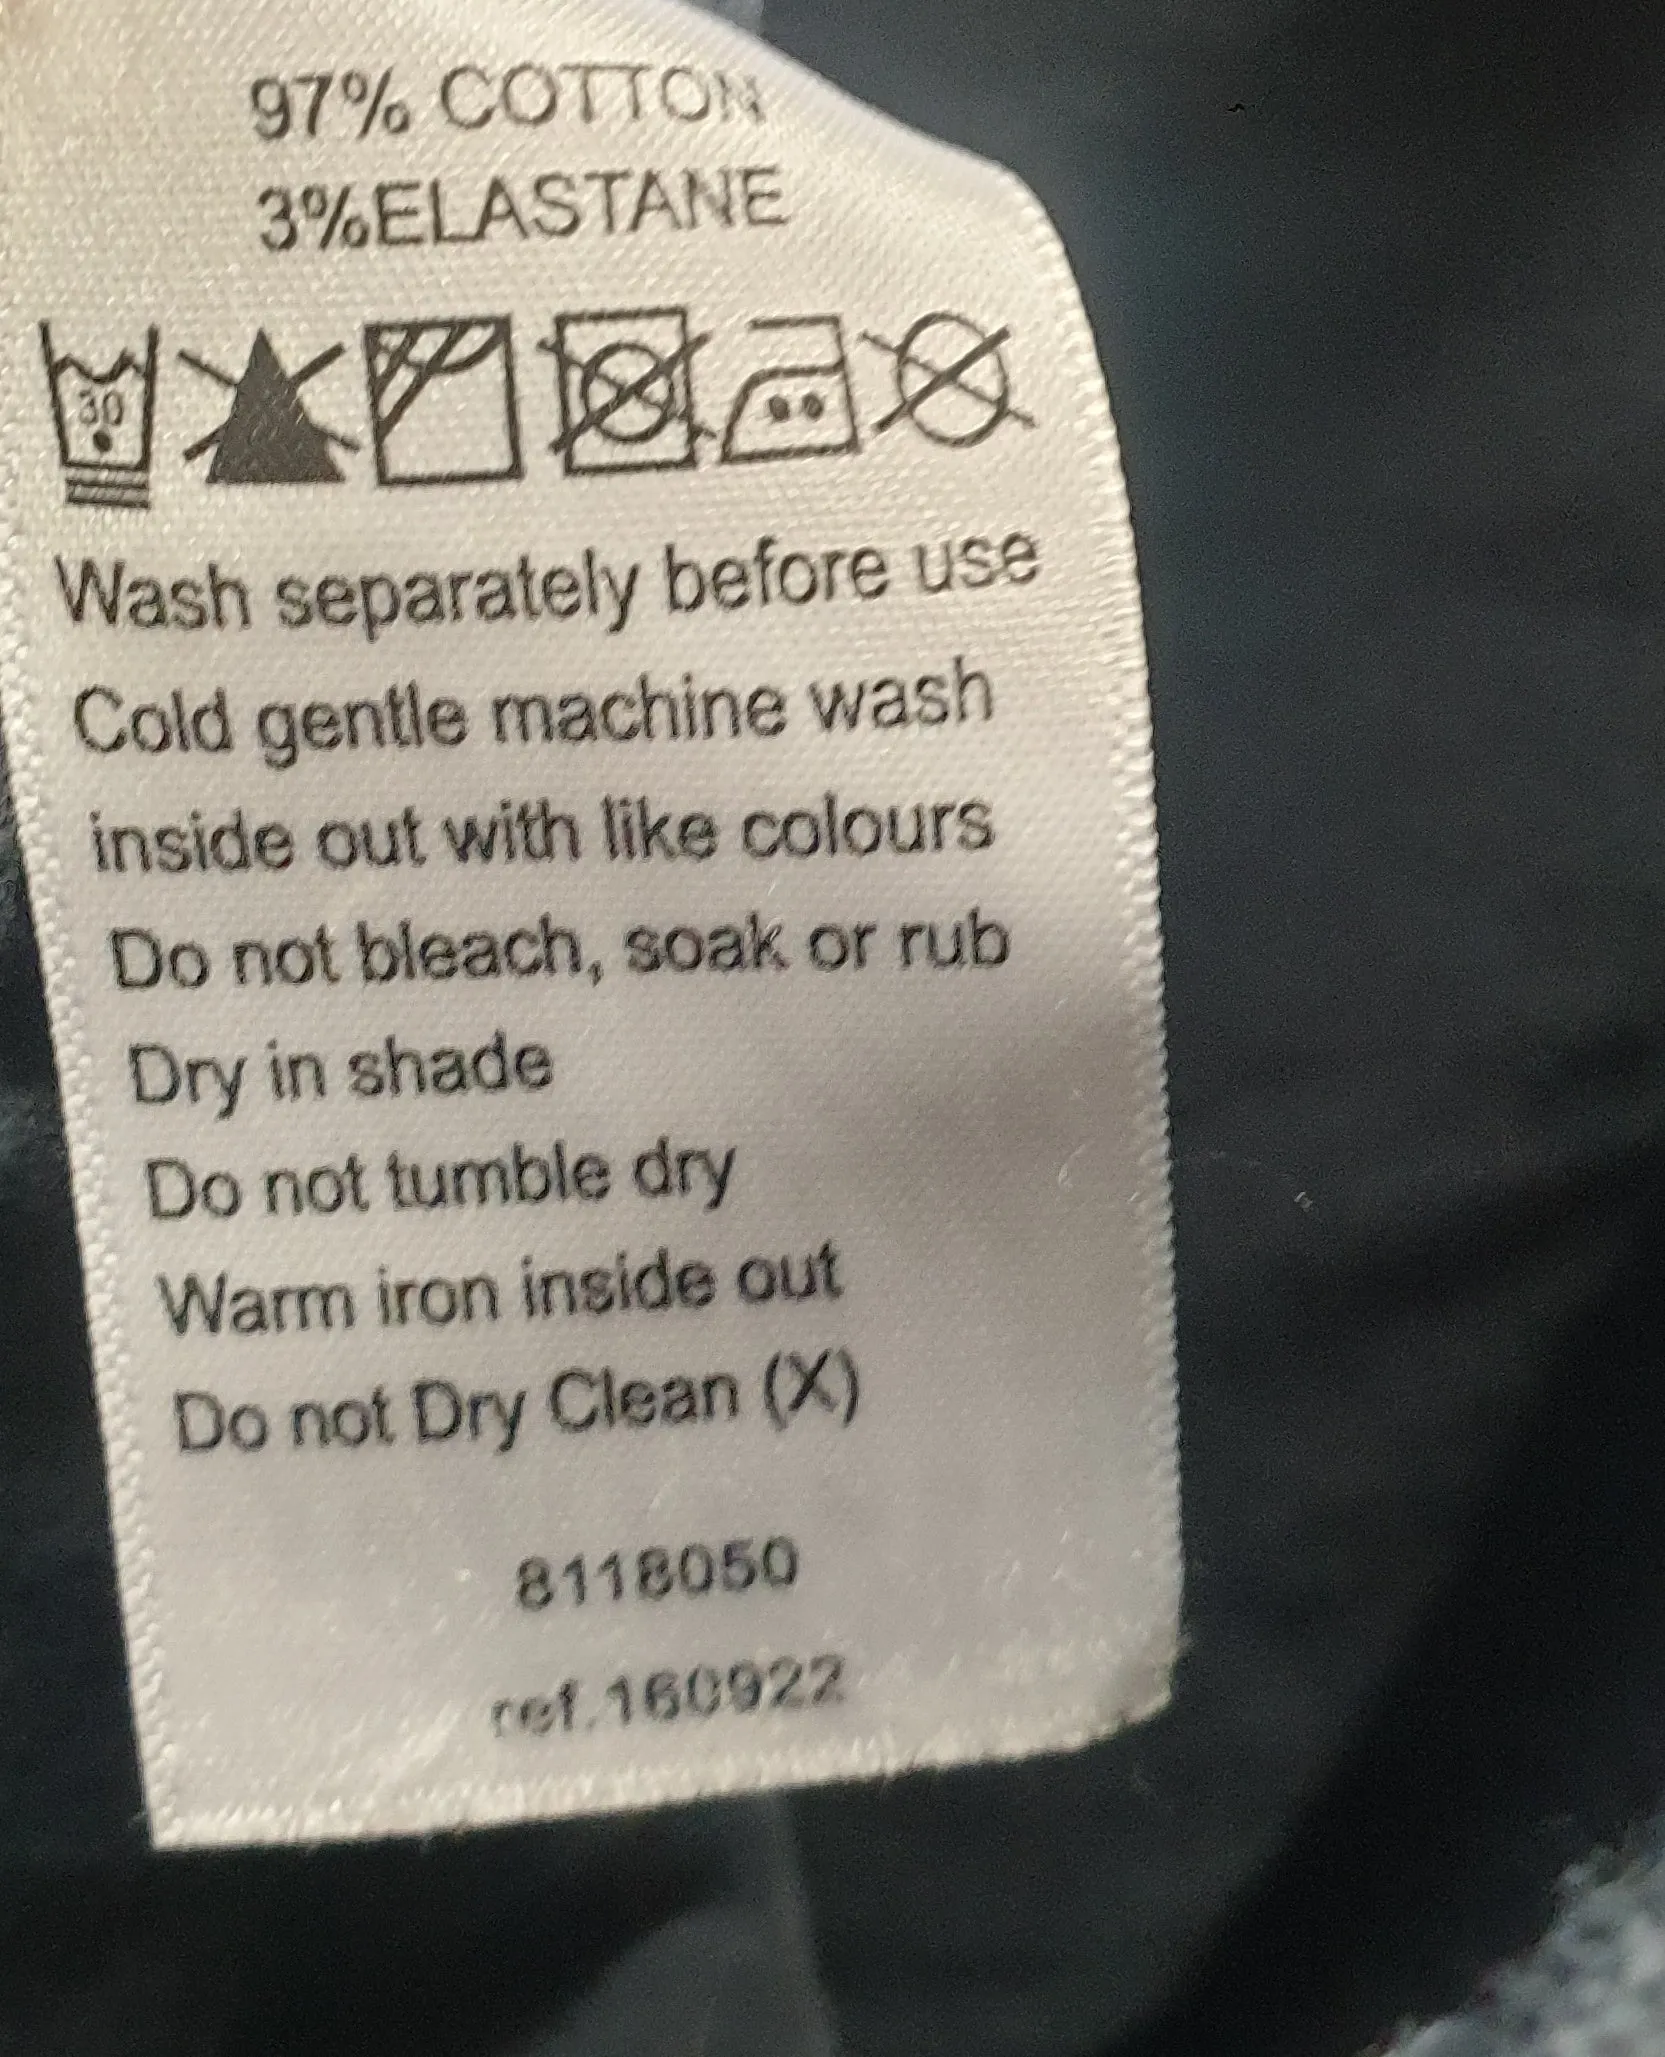 97% COTTON
3%ELASTANE
30
Wash separately before use
Cold gentle machine wash
inside out with like colours
Do not bleach, soak or rub
Dry in shade
Do not tumble dry
Warm iron inside out
Do not Dry Clean (X)
8118050
ref.160922